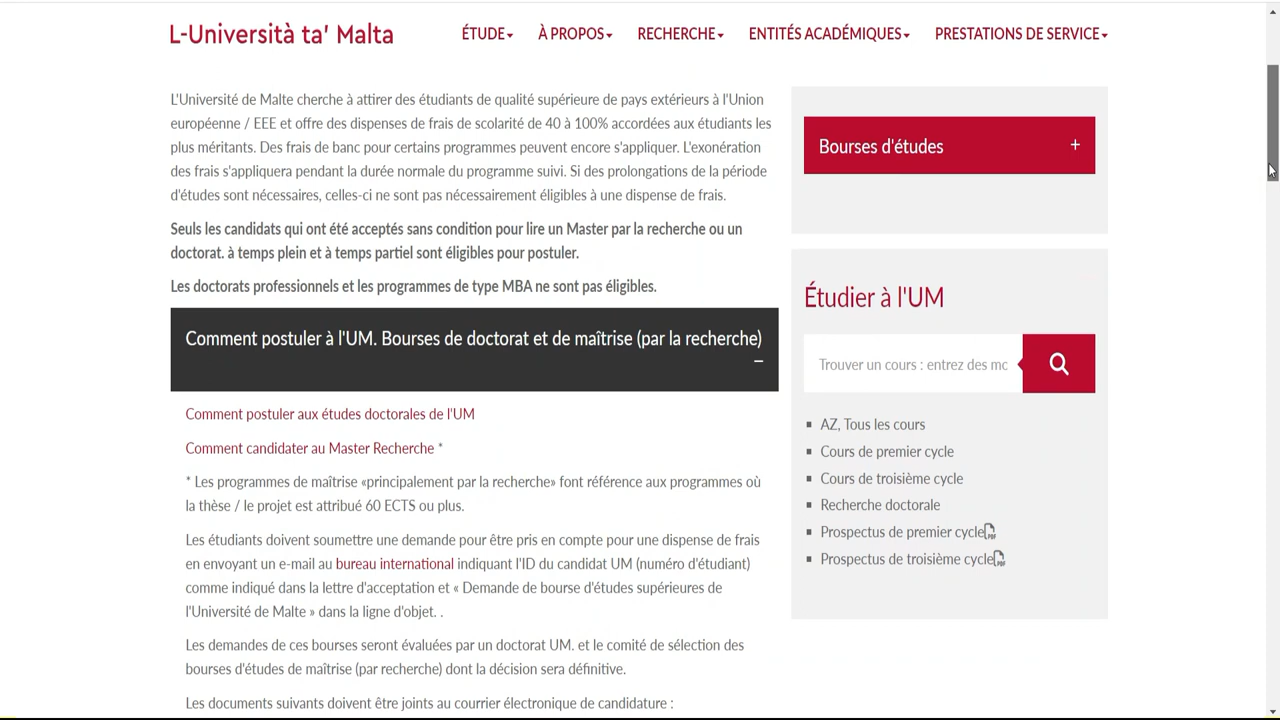 L-Università ta' Malta
ÉTUDE
À PROPOS
RECHERCHE
ENTITÉS ACADÉMIQUES
PRESTATIONS DE SERVICE
L'Université de Malte cherche à attirer des étudiants de qualité supérieure de pays extérieurs à l'Union
européenne / EEE et offre des dispenses de frais de scolarité de 40 à 100% accordées aux étudiants les
plus méritants. Des frais de banc pour certains programmes peuvent encore s'appliquer. L'exonération
des frais s'appliquera pendant la durée normale du programme suivi. Si des prolongations de la période
d'études sont nécessaires, celles-ci ne sont pas nécessairement éligibles à une dispense de frais.
Seuls les candidats qui ont été acceptés sans condition pour lire un Master par la recherche ou un
doctorat. à temps plein et à temps partiel sont éligibles pour postuler.
Les doctorats professionnels et les programmes de type MBA ne sont pas éligibles.
Comment postuler à l'UM. Bourses de doctorat et de maîtrise (par la recherche)
–
Comment postuler aux études doctorales de l'UM
Comment candidater au Master Recherche *
* Les programmes de maîtrise «principalement par la recherche» font référence aux programmes où
la thèse / le projet est attribué 60 ECTS ou plus.
Les étudiants doivent soumettre une demande pour être pris en compte pour une dispense de frais
en envoyant un e-mail au bureau international indiquant l'ID du candidat UM (numéro d'étudiant)
comme indiqué dans la lettre d'acceptation et « Demande de bourse d'études supérieures de
l'Université de Malte » dans la ligne d'objet. .
Les demandes de ces bourses seront évaluées par un doctorat UM. et le comité de sélection des
bourses d'études de maîtrise (par recherche) dont la décision sera définitive.
Les documents suivants doivent être joints au courrier électronique de candidature :
Bourses d'études +
Étudier à l'UM
Trouver un cours : entrez des mc
AZ, Tous les cours
Cours de premier cycle
Cours de troisième cycle
Recherche doctorale
Prospectus de premier cycle
Prospectus de troisième cycle